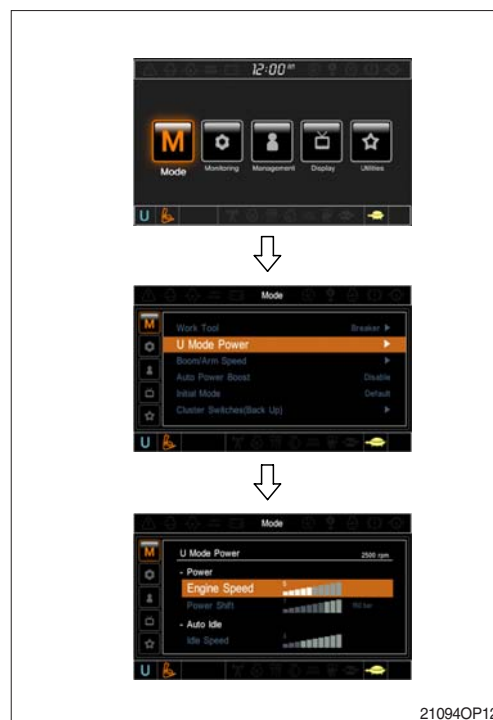 12:00
M
Mode
Monitoring
Management
Display
Utilities
U
Mode
M
Work Tool
Breaker
U Mode Power
Boom/Arm Speed
Auto Power Boost
Disable
Initial Mode
Default
Cluster Switches(Back Up)
U
Mode
M
U Mode Power
2500 rpm
- Power
Engine Speed
5
Power Shift
- Auto Idle
Idle Speed
U
21094OP12